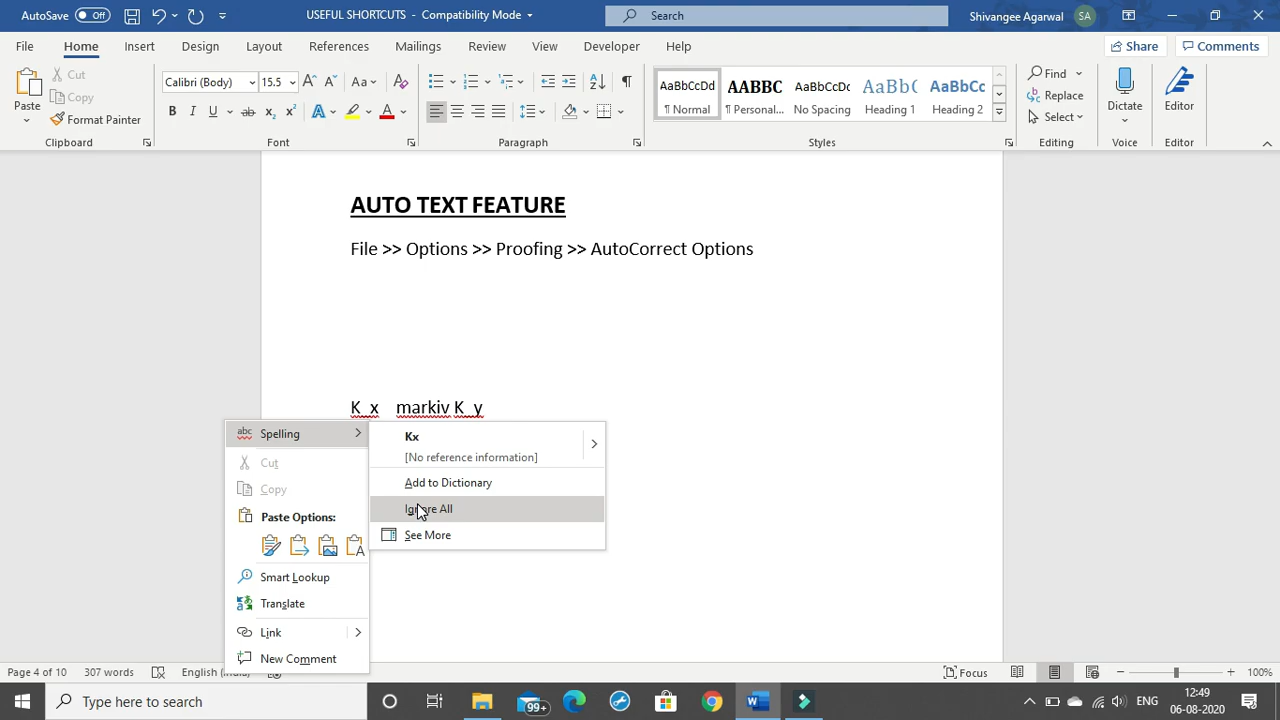 AutoSave Off USEFUL SHORTCUTS - Compatibility Mode Search Shivangee Agarwal SA
File Home Insert Design Layout References Mailings Review View Developer Help Share Comments
Paste Cut Copy Format Painter Clipboard
Calibri (Body) 15.5 Font
Paragraph
AaBbCcDd ¶ Normal AABBC ¶ Personal... AaBbCcDc No Spacing AaBbC Heading 1 AaBbCc Heading 2 Styles
Find Replace Select Editing
Dictate Voice
Editor Editor
AUTO TEXT FEATURE
File >> Options >> Proofing >> AutoCorrect Options
K_x markiv K_y
Spelling
Cut
Copy
Paste Options:
Smart Lookup
Translate
Link
New Comment
Kx
[No reference information]
Add to Dictionary
Ignore All
See More
Page 4 of 10 307 words English (India) Focus 100%
Type here to search 99+ ENG 12:49
06-08-2020